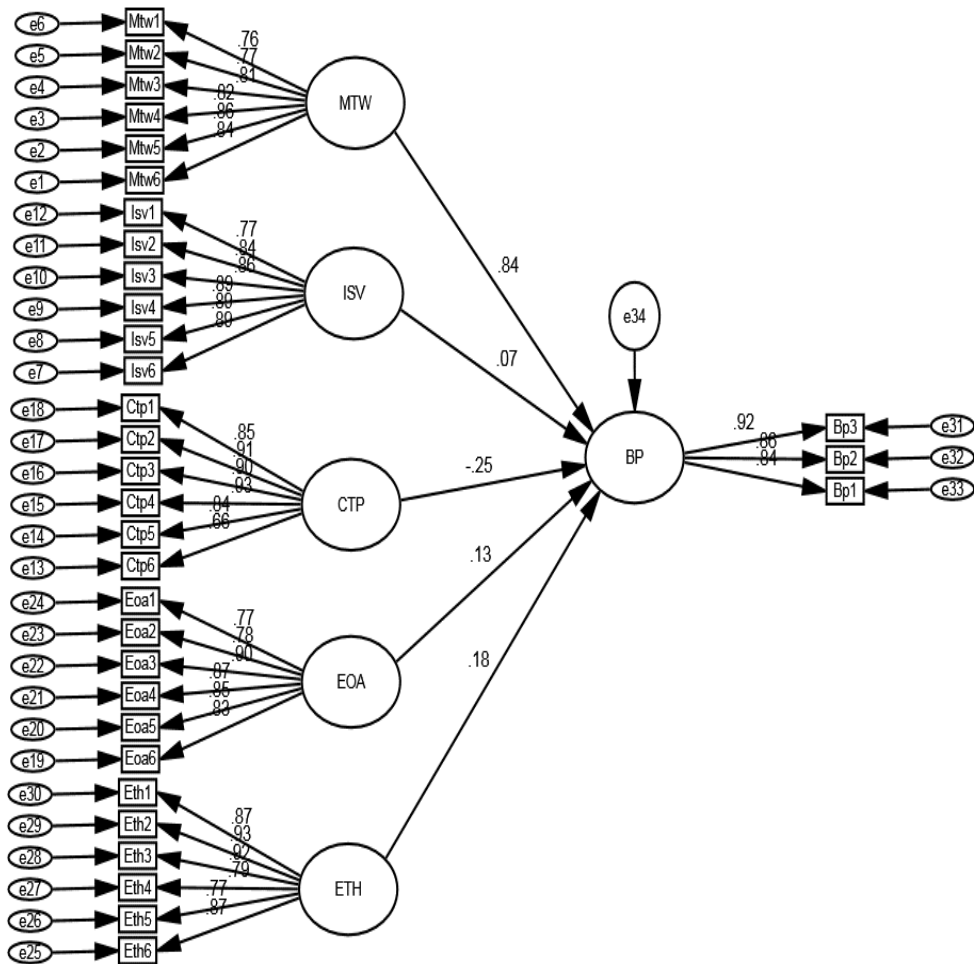 e6 Mtw1
e5 Mtw2
e4 Mtw3
e3 Mtw4
e2 Mtw5
e1 Mtw6
.76
.77
.81
.82
.86
.84
MTW
e12 Isv1
e11 Isv2
e10 Isv3
e9 Isv4
e8 Isv5
e7 Isv6
.77
.84
.86
.89
.89
ISV
e18 Ctp1
e17 Ctp2
e16 Ctp3
e15 Ctp4
e14 Ctp5
e13 Ctp6
.85
.91
.90
.93
.66
CTP
e24 Eoa1
e23 Eoa2
e22 Eoa3
e21 Eoa4
e20 Eoa5
e19 Eoa6
.77
.78
.90
.87
.85
.83
EOA
e30 Eth1
e29 Eth2
e28 Eth3
e27 Eth4
e26 Eth5
e25 Eth6
.87
.93
.92
.79
.77
.87
ETH
.84
.07
-.25
.13
.18
e34
BP
.92
.84
Bp3 e31
Bp2 e32
Bp1 e33